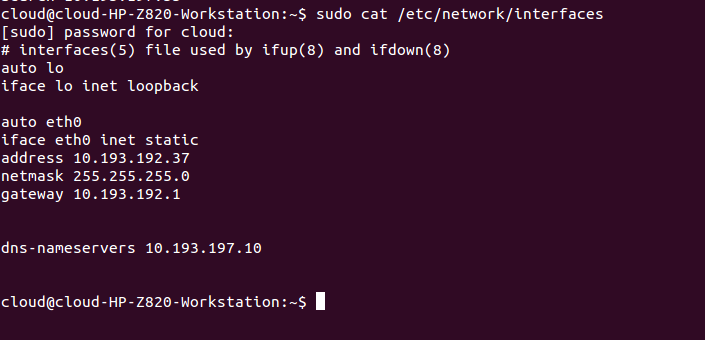 cloud@cloud-HP-Z820-Workstation:~$ sudo cat /etc/network/interfaces
[sudo] password for cloud:
# interfaces(5) file used by ifup(8) and ifdown(8)
auto lo
iface lo inet loopback
auto eth0
iface eth0 inet static
address 10.193.192.37
netmask 255.255.255.0
gateway 10.193.192.1
dns-nameservers 10.193.197.10
cloud@cloud-HP-Z820-Workstation:~$